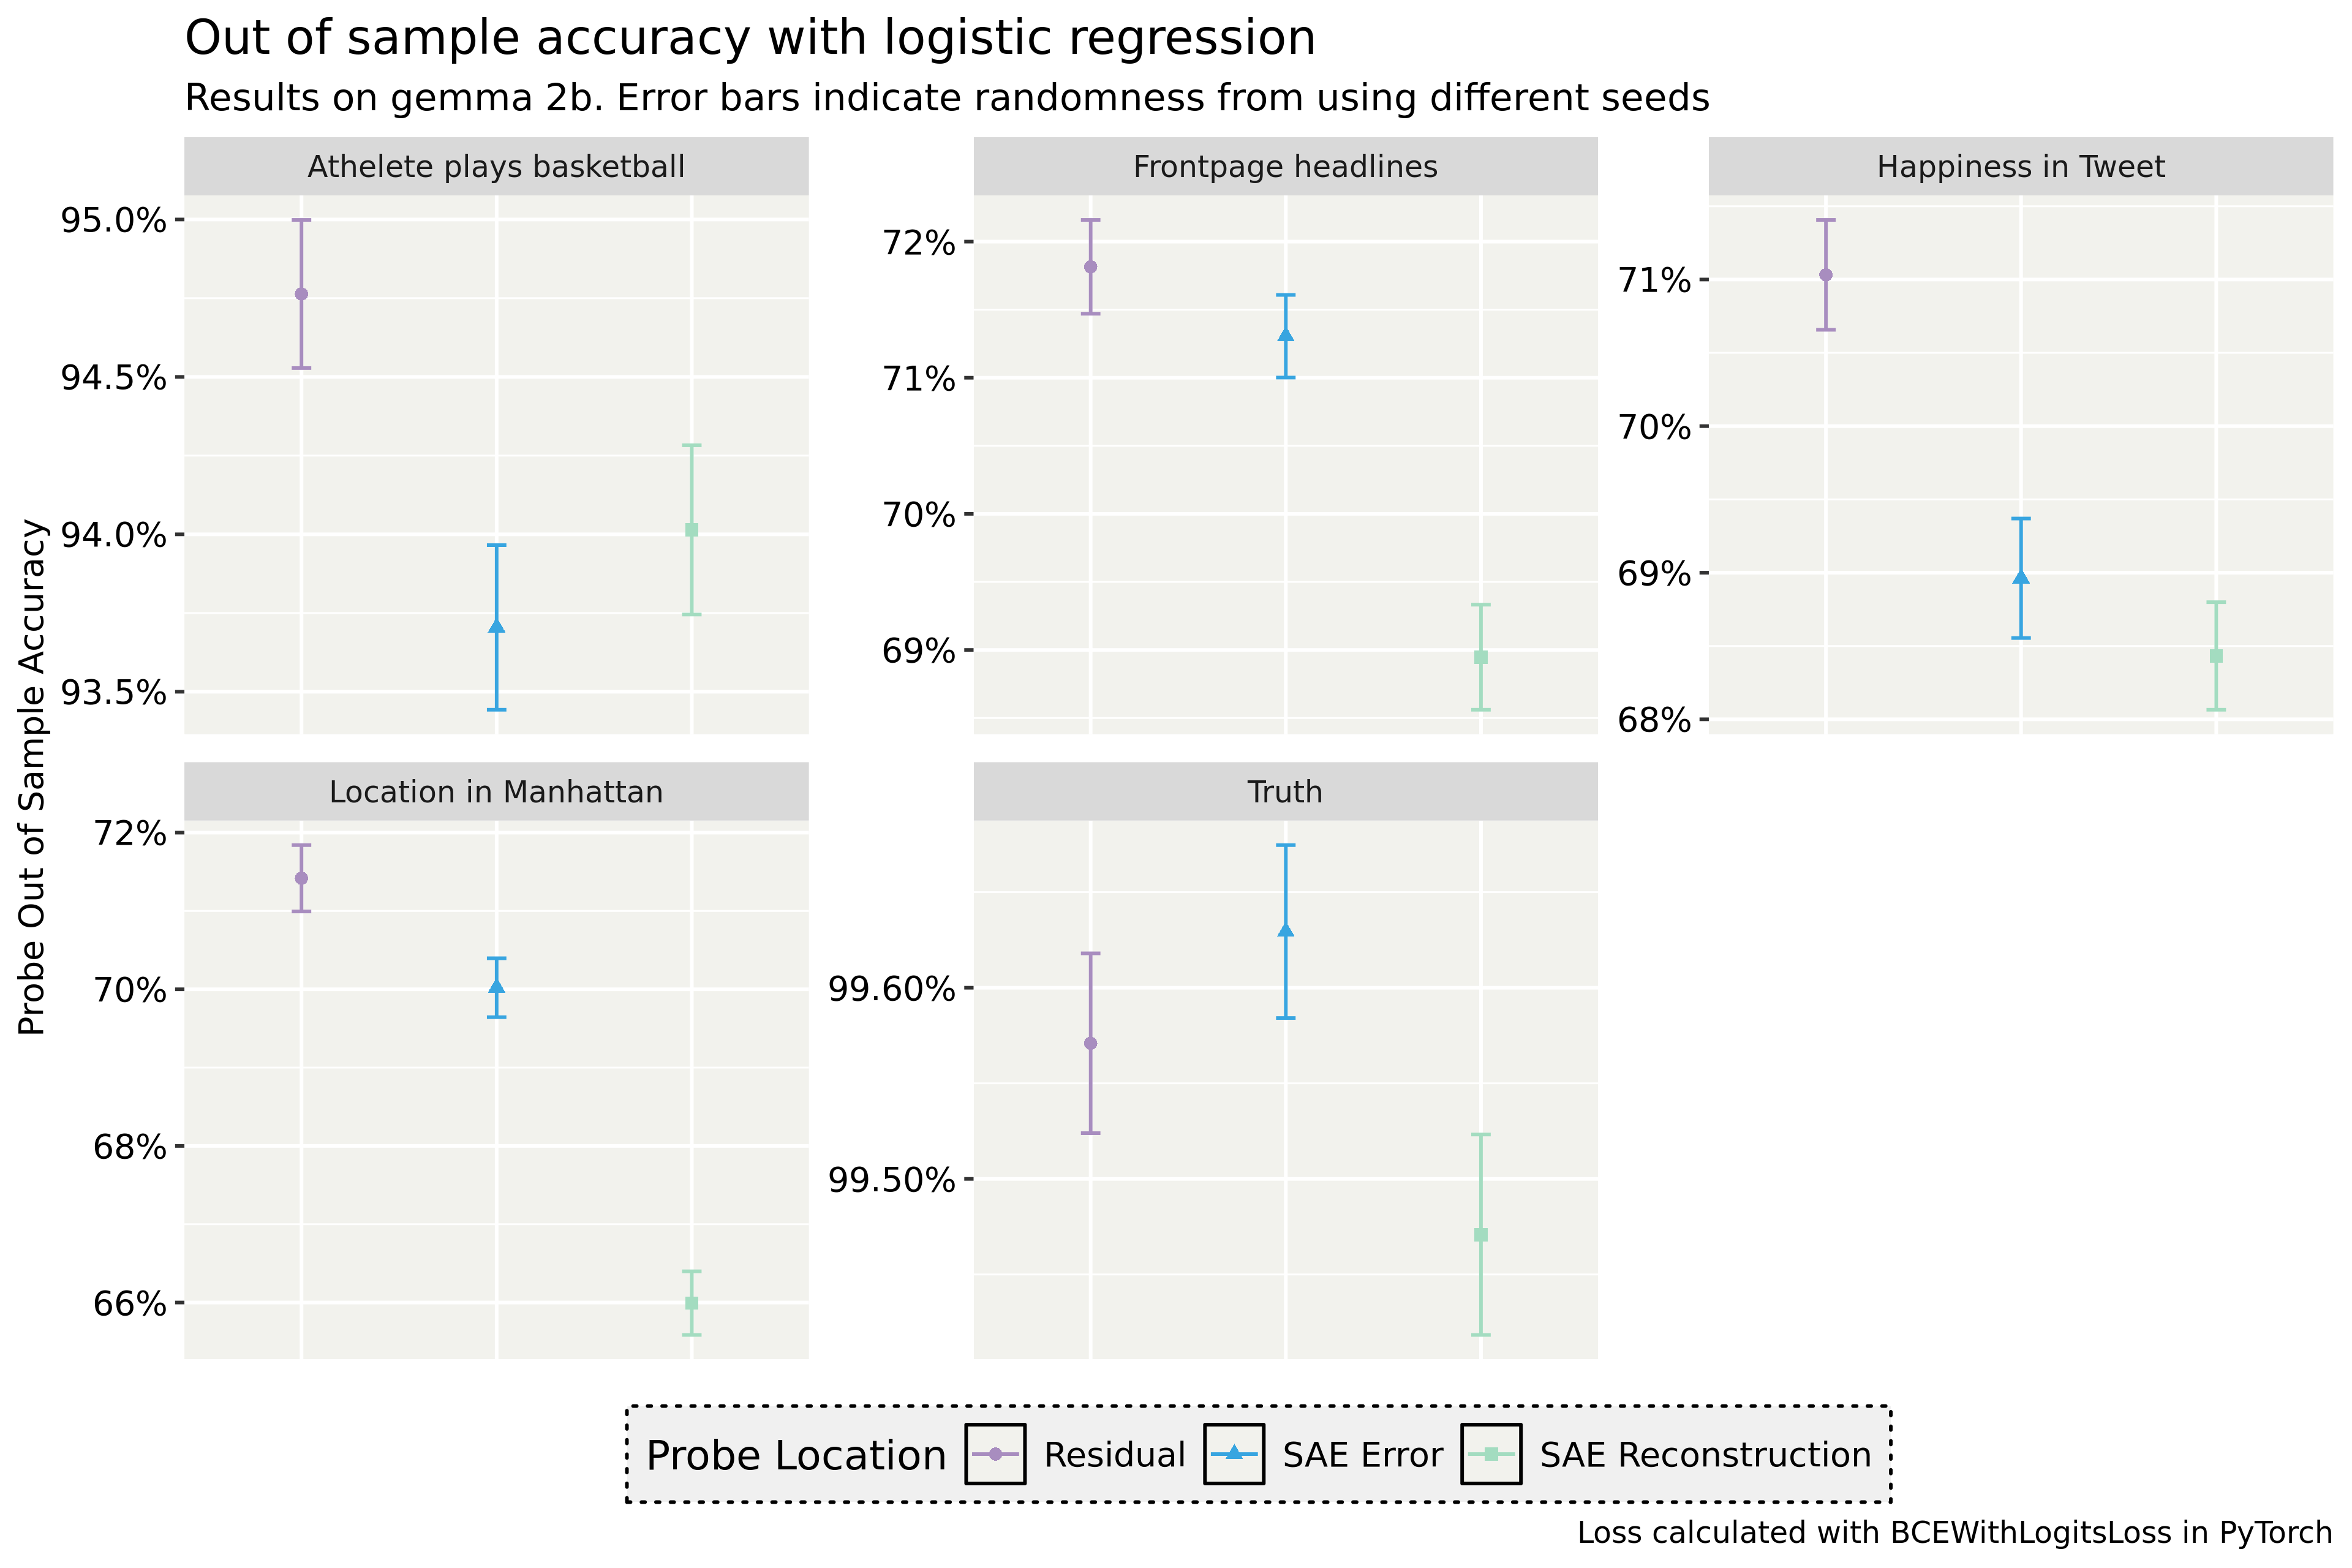 Out of sample accuracy with logistic regression
Results on gemma 2b. Error bars indicate randomness from using different seeds
Athelete plays basketball
Frontpage headlines
Happiness in Tweet
95.0%
94.5%
94.0%
93.5%
72%
71%
70%
69%
71%
70%
69%
68%
Probe Out of Sample Accuracy
Location in Manhattan
Truth
72%
70%
68%
66%
99.60%
99.50%
Probe Location Residual SAE Error SAE Reconstruction
Loss calculated with BCEWithLogitsLoss in PyTorch